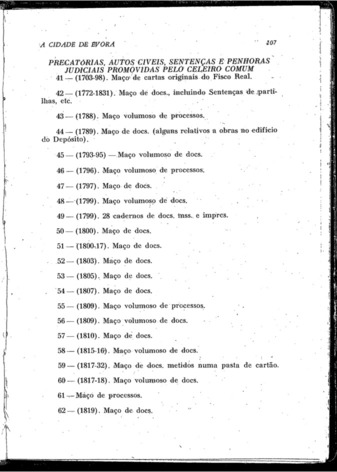 A CIDADE DE EVORA 207
PRECATORIAS, AUTOS CIVEIS, SENTENÇAS E PENHORAS
JUDICIAIS PROMOVIDAS PELO CELEIRO COMUM
41 — (1703-98). Maço de cartas originais do Fisco Real.
42 — (1772-1831). Maço de docs., incluindo Sentenças de parti-
lhas, etc.
43 — (1788). Maço volumoso de processos.
44 — (1789). Maço de docs. (alguns relativos a obras no edifício
do Depósito).
45 — (1793-95) — Maço volumoso de docs.
46 — (1796). Maço volumoso de processos.
47 — (1797). Maço de docs.
48 — (1799). Maço volumoso de docs.
49 — (1799). 28 cadernos de docs. mss. e impres.
50 — (1800). Maço de docs.
51 — (1800-17). Maço de docs.
52 — (1803). Maço de docs.
53 — (1805). Maço de docs.
54 — (1807). Maço de docs.
55 — (1809). Maço volumoso de processos.
56 — (1809). Maço volumoso de docs.
57 — (1810). Maço de docs.
58 — (1815-16). Maço volumoso de docs.
59 — (1817-32). Maço de docs. metidos numa pasta de cartão.
60 — (1817-18). Maço volumoso de docs.
61 — Máço de processos.
62 — (1819). Maço de docs.